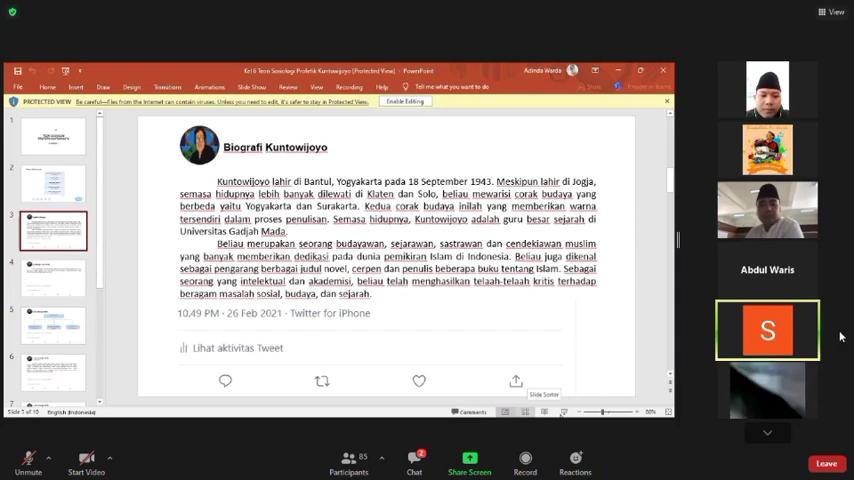 View
Kel 6 Teori Sosiologi Profetik Kuntowijoyo [Protected View] - PowerPoint
Adinda Warda
File Home Insert Draw Design Transitions Animations Slide Show Review View Recording Help Tell me what you want to do
Share
PROTECTED VIEW Be careful—Files from the Internet can contain viruses. Unless you need to edit, it's safer to stay in Protected View.
Enable Editing
1
2
3
4
5
6
7
Biografi Kuntowijoyo
Kuntowijoyo lahir di Bantul, Yogyakarta pada 18 September 1943. Meskipun lahir di Jogja,
semasa hidupnya lebih banyak dilewati di Klaten dan Solo, beliau mewarisi corak budaya yang
berbeda yaitu Yogyakarta dan Surakarta. Kedua corak budaya inilah yang memberikan warna
tersendiri dalam proses penulisan. Semasa hidupnya, Kuntowijoyo adalah guru besar sejarah di
Universitas Gadjah Mada.
Beliau merupakan seorang budayawan, sejarawan, sastrawan dan cendekiawan muslim
yang banyak memberikan dedikasi pada dunia pemikiran Islam di Indonesia. Beliau juga dikenal
sebagai pengarang berbagai judul novel, cerpen dan penulis beberapa buku tentang Islam. Sebagai
seorang yang intelektual dan akademisi, beliau telah menghasilkan telaah-telaah kritis terhadap
beragam masalah sosial, budaya, dan sejarah.
10.49 PM · 26 Feb 2021 · Twitter for iPhone
Lihat aktivitas Tweet
Slide Sorter
English (Indonesia)
Comments
Abdul Waris
S
Unmute
Start Video
85
Participants
2
Chat
Share Screen
Record
Reactions
Leave